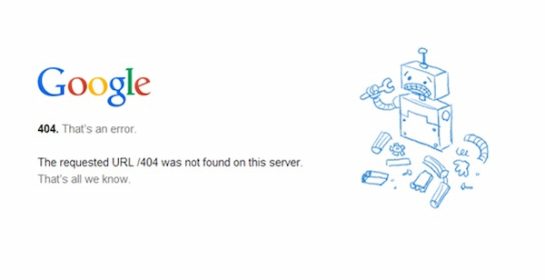 Google
404. That's an error.
The requested URL /404 was not found on this server.
That's all we know.